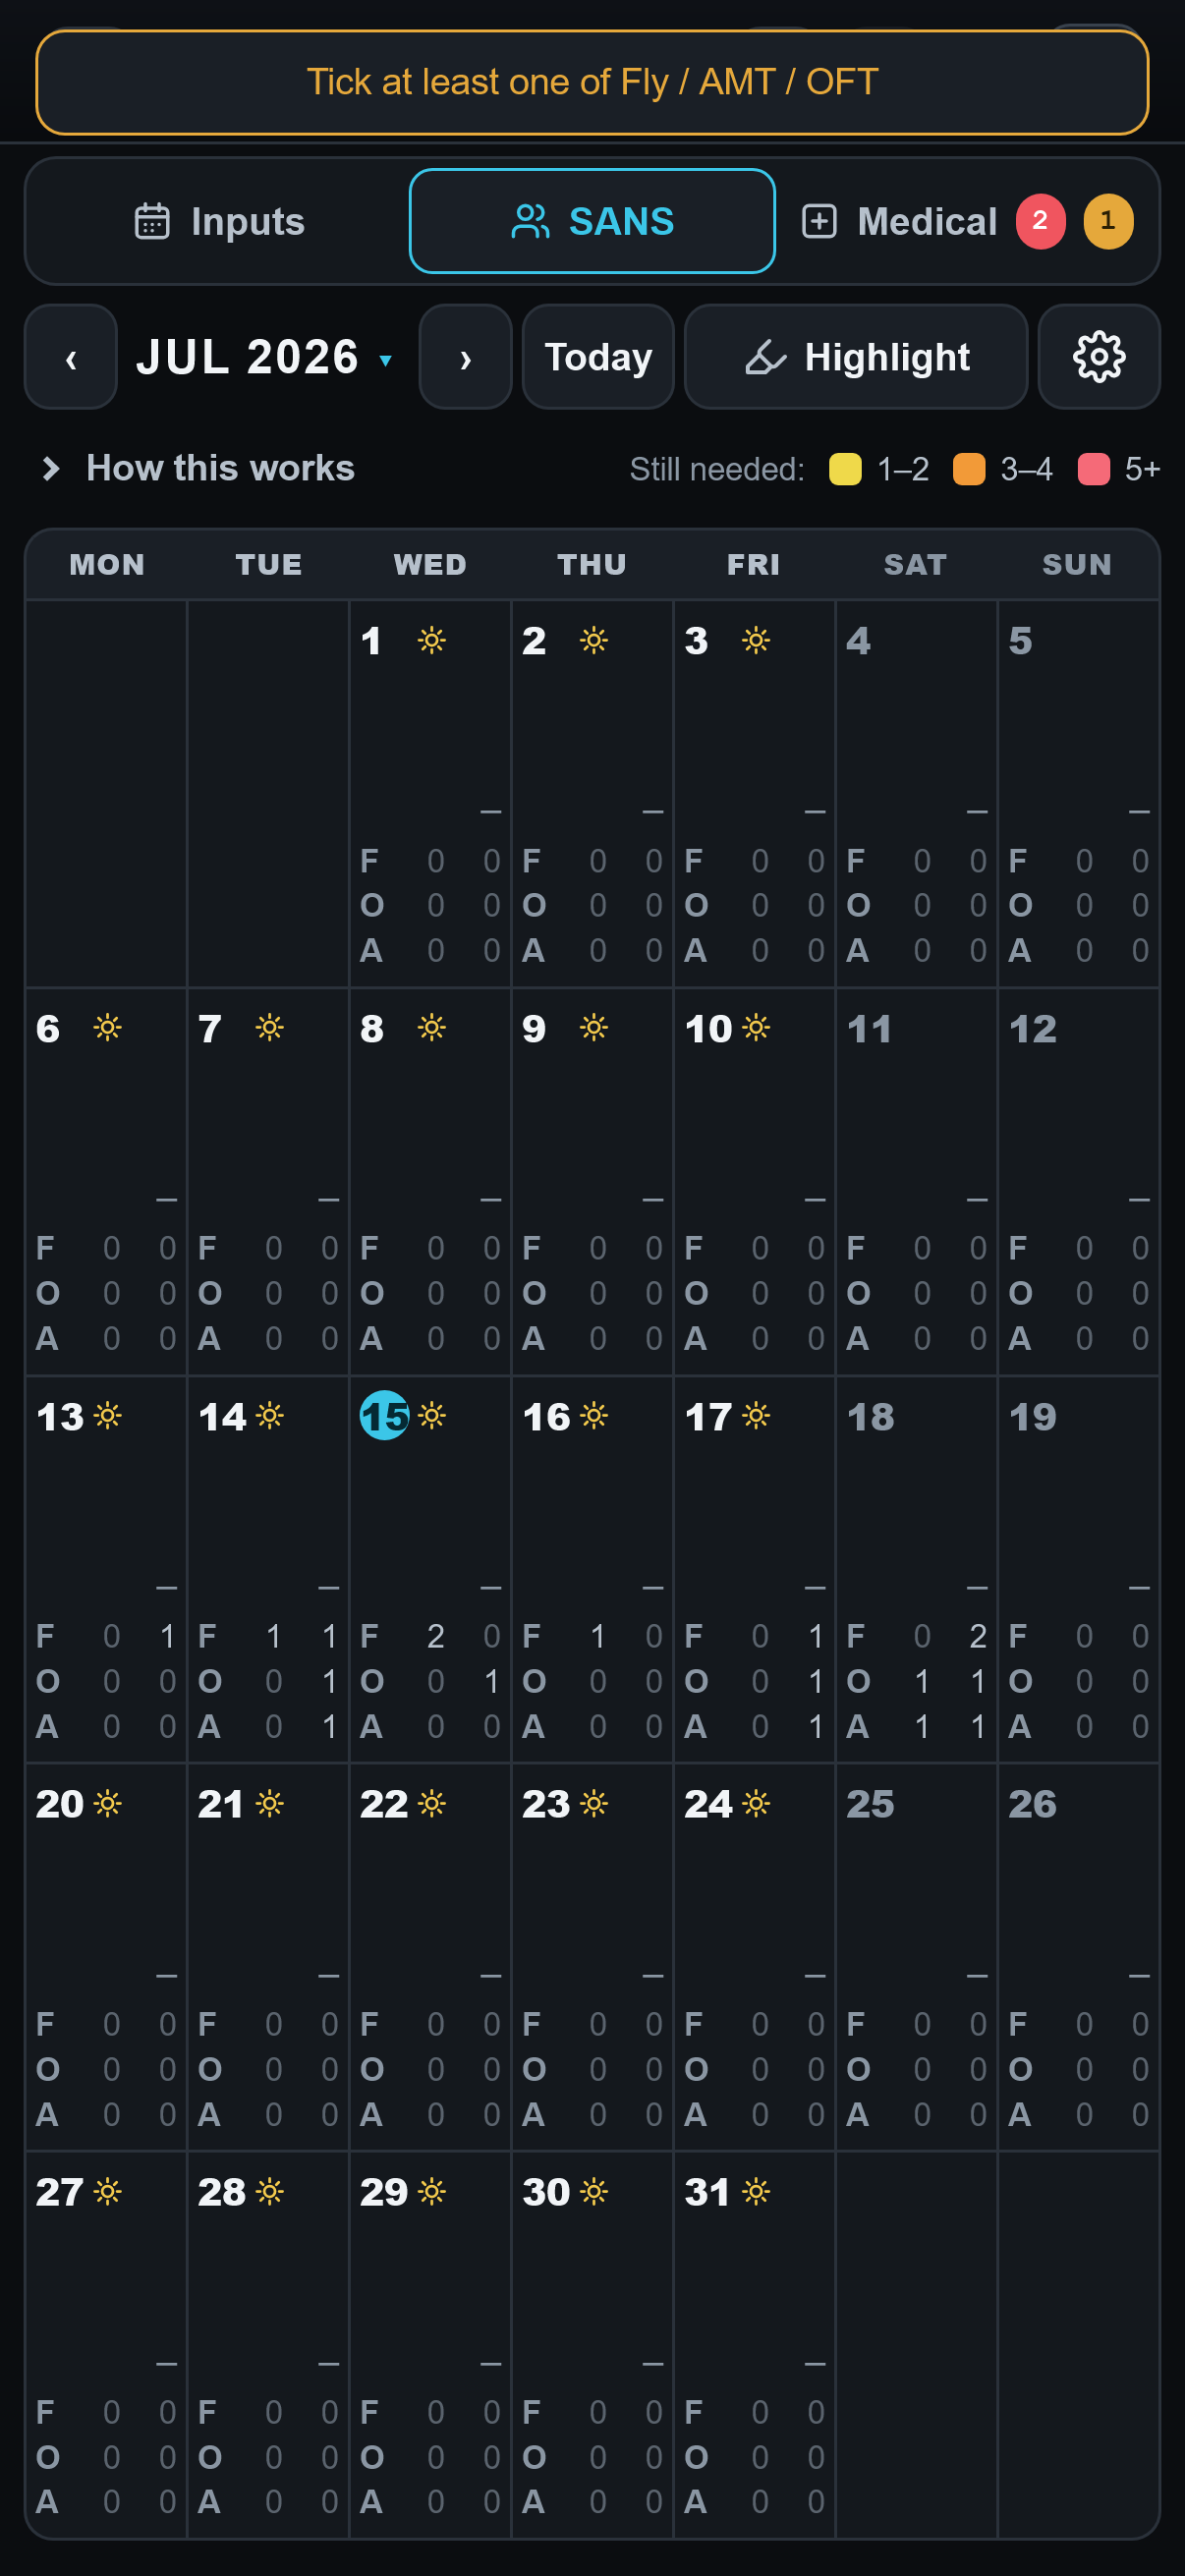 Tick at least one of Fly / AMT / OFT
Inputs SANS Medical 2 1
‹ JUL 2026 ▾ › Today Highlight
How this works Still needed: 1–2 3–4 5+
MON TUE WED THU FRI SAT SUN
1 2 3 4 5
– – – – –
F 0 0 F 0 0 F 0 0 F 0 0 F 0 0
O 0 0 O 0 0 O 0 0 O 0 0 O 0 0
A 0 0 A 0 0 A 0 0 A 0 0 A 0 0
6 7 8 9 10 11 12
– – – – – – –
F 0 0 F 0 0 F 0 0 F 0 0 F 0 0 F 0 0 F 0 0
O 0 0 O 0 0 O 0 0 O 0 0 O 0 0 O 0 0 O 0 0
A 0 0 A 0 0 A 0 0 A 0 0 A 0 0 A 0 0 A 0 0
13 14 15 16 17 18 19
– – – – – – –
F 0 1 F 1 1 F 2 0 F 1 0 F 0 1 F 0 2 F 0 0
O 0 0 O 0 1 O 0 1 O 0 0 O 0 1 O 1 1 O 0 0
A 0 0 A 0 1 A 0 0 A 0 0 A 0 1 A 1 1 A 0 0
20 21 22 23 24 25 26
– – – – – – –
F 0 0 F 0 0 F 0 0 F 0 0 F 0 0 F 0 0 F 0 0
O 0 0 O 0 0 O 0 0 O 0 0 O 0 0 O 0 0 O 0 0
A 0 0 A 0 0 A 0 0 A 0 0 A 0 0 A 0 0 A 0 0
27 28 29 30 31
– – – – –
F 0 0 F 0 0 F 0 0 F 0 0 F 0 0
O 0 0 O 0 0 O 0 0 O 0 0 O 0 0
A 0 0 A 0 0 A 0 0 A 0 0 A 0 0